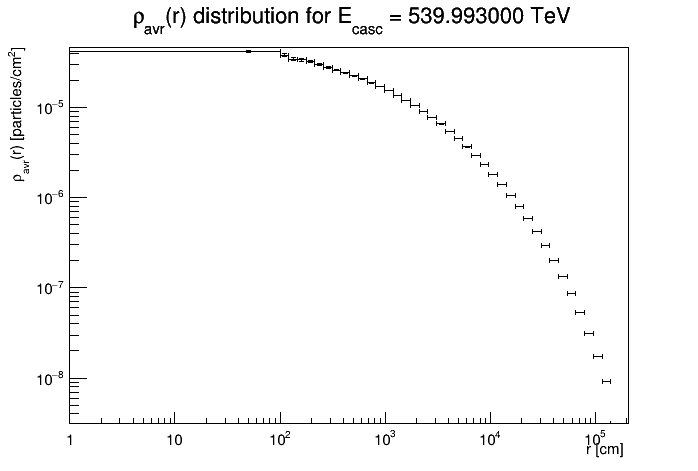 ρavr(r) distribution for Ecasc = 539.993000 TeV
ρavr(r) [particles/cm²]
10⁻⁵
10⁻⁶
10⁻⁷
10⁻⁸
1 10 10² 10³ 10⁴ 10⁵
r [cm]